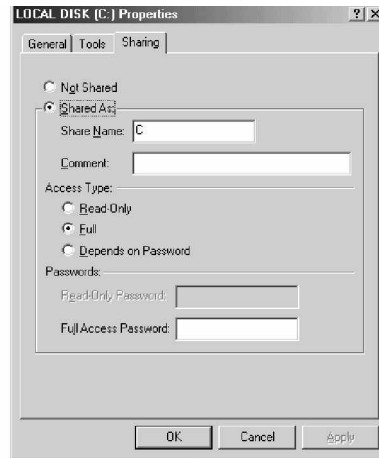 LOCAL DISK (C:) Properties
General Tools Sharing
Not Shared
Shared As:
Share Name: C
Comment:
Access Type:
Read-Only
Full
Depends on Password
Passwords:
Read-Only Password:
Full Access Password:
OK Cancel Apply